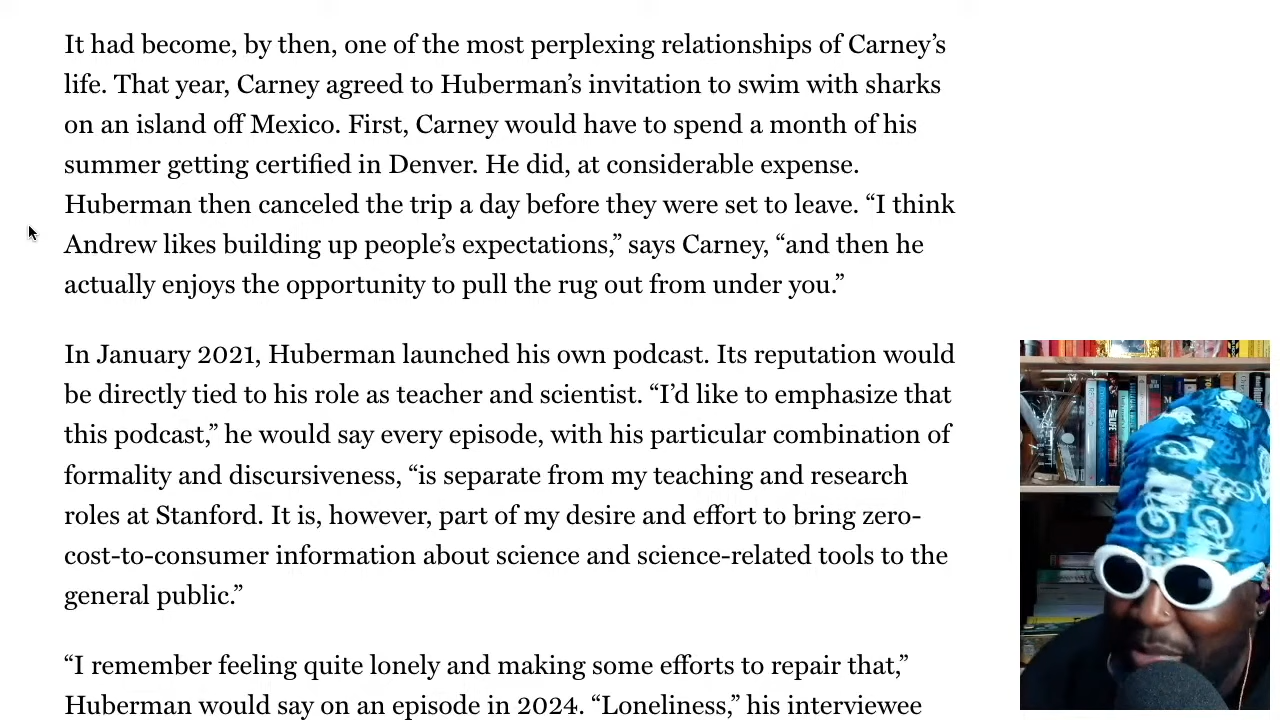 It had become, by then, one of the most perplexing relationships of Carney’s
life. That year, Carney agreed to Huberman’s invitation to swim with sharks
on an island off Mexico. First, Carney would have to spend a month of his
summer getting certified in Denver. He did, at considerable expense.
Huberman then canceled the trip a day before they were set to leave. “I think
Andrew likes building up people’s expectations,” says Carney, “and then he
actually enjoys the opportunity to pull the rug out from under you.”
In January 2021, Huberman launched his own podcast. Its reputation would
be directly tied to his role as teacher and scientist. “I’d like to emphasize that
this podcast,” he would say every episode, with his particular combination of
formality and discursiveness, “is separate from my teaching and research
roles at Stanford. It is, however, part of my desire and effort to bring zero-
cost-to-consumer information about science and science-related tools to the
general public.”
“I remember feeling quite lonely and making some efforts to repair that,”
Huberman would say on an episode in 2024. “Loneliness,” his interviewee